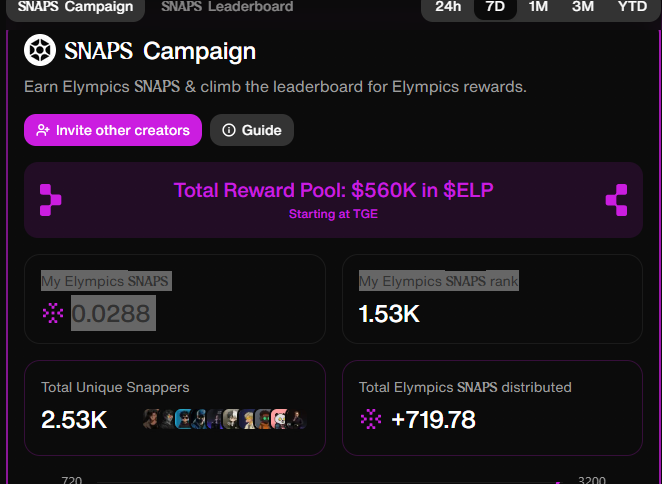 SNAPS Campaign SNAPS Leaderboard 24h 7D 1M 3M YTD
SNAPS Campaign
Earn Elympics SNAPS & climb the leaderboard for Elympics rewards.
Invite other creators Guide
Total Reward Pool: $560K in $ELP
Starting at TGE
My Elympics SNAPS My Elympics SNAPS rank
0.0288 1.53K
Total Unique Snappers Total Elympics SNAPS distributed
2.53K +719.78
720 3200